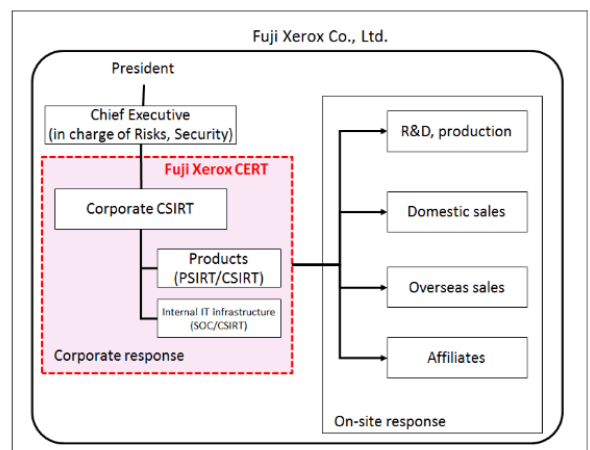 Fuji Xerox Co., Ltd.
President
Chief Executive
(in charge of Risks, Security)
Fuji Xerox CERT
Corporate CSIRT
Products
(PSIRT/CSIRT)
Internal IT infrastructure
(SOC/CSIRT)
Corporate response
R&D, production
Domestic sales
Overseas sales
Affiliates
On-site response